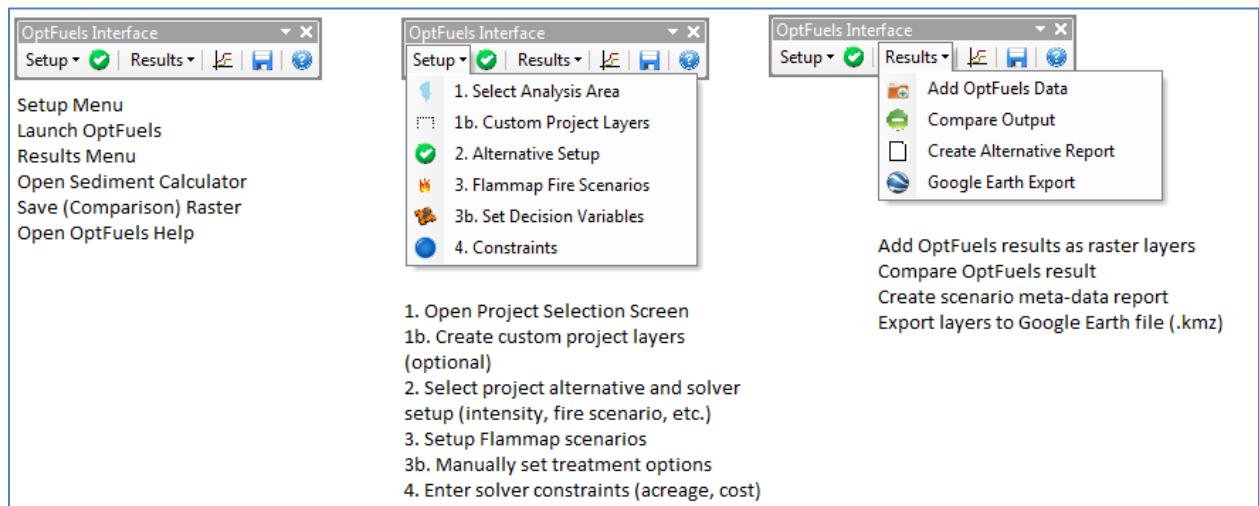 OptFuels Interface
Setup Results
Setup Menu
Launch OptFuels
Results Menu
Open Sediment Calculator
Save (Comparison) Raster
Open OptFuels Help
OptFuels Interface
Setup Results
1. Select Analysis Area
1b. Custom Project Layers
2. Alternative Setup
3. Flammap Fire Scenarios
3b. Set Decision Variables
4. Constraints
1. Open Project Selection Screen
1b. Create custom project layers
(optional)
2. Select project alternative and solver
setup (intensity, fire scenario, etc.)
3. Setup Flammap scenarios
3b. Manually set treatment options
4. Enter solver constraints (acreage, cost)
OptFuels Interface
Setup Results
Add OptFuels Data
Compare Output
Create Alternative Report
Google Earth Export
Add OptFuels results as raster layers
Compare OptFuels result
Create scenario meta-data report
Export layers to Google Earth file (.kmz)